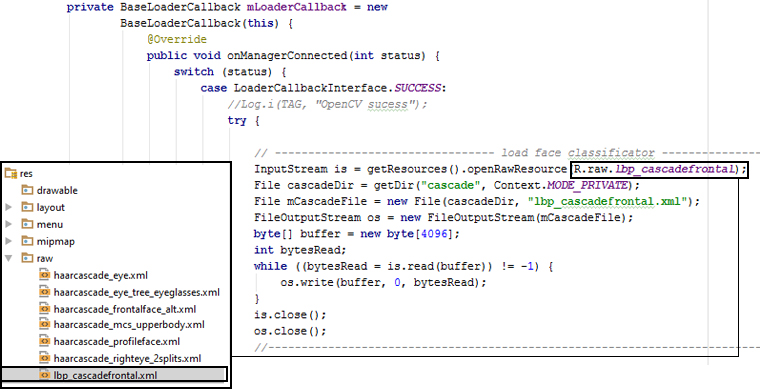 private BaseLoaderCallback mLoaderCallback = new
BaseLoaderCallback(this) {
@Override
public void onManagerConnected(int status) {
switch (status) {
case LoaderCallbackInterface.SUCCESS:
//Log.i(TAG, "OpenCV sucess");
try {
// -------------------------------- load face classificator ---------------
InputStream is = getResources().openRawResource(R.raw.lbp_cascadefrontal);
File cascadeDir = getDir("cascade", Context.MODE_PRIVATE);
File mCascadeFile = new File(cascadeDir, "lbp_cascadefrontal.xml");
FileOutputStream os = new FileOutputStream(mCascadeFile);
byte[] buffer = new byte[4096];
int bytesRead;
while ((bytesRead = is.read(buffer)) != -1) {
os.write(buffer, 0, bytesRead);
}
is.close();
os.close();
//------------------------------------------------------------------------
res
drawable
layout
menu
mipmap
raw
haarcascade_eye.xml
haarcascade_eye_tree_eyeglasses.xml
haarcascade_frontalface_alt.xml
haarcascade_mcs_upperbody.xml
haarcascade_profileface.xml
haarcascade_righteye_2splits.xml
lbp_cascadefrontal.xml